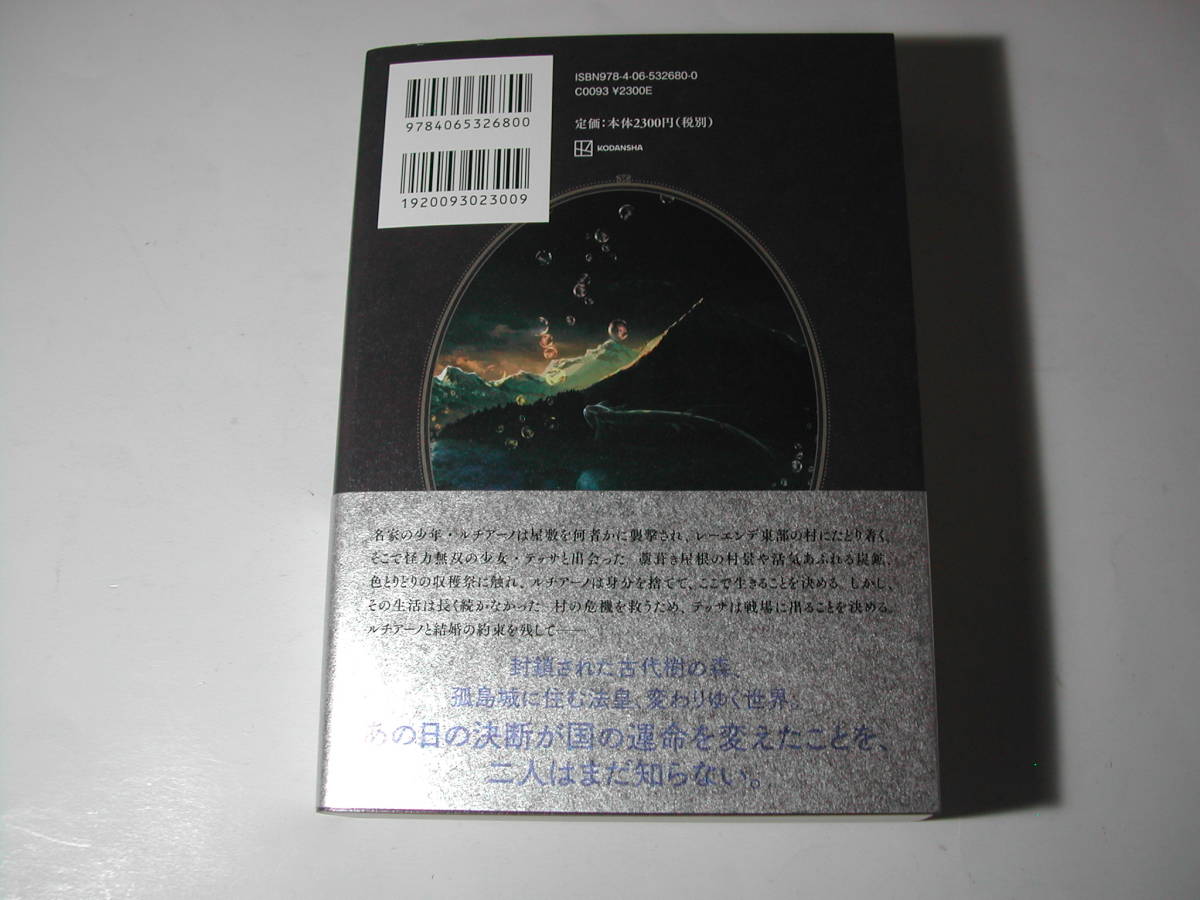 9784065326800
1920093023009
ISBN978-4-06-532680-0
C0093 ¥2300E
定価:本体2300円(税別)
KODANSHA
名家の少年・ルチアーノは屋敷を何者かに襲撃され、レーエンデ東部の村にたどり着く。
そこで怪力無双の少女・テッサと出会った。藁葺き屋根の村景や活気あふれる炭鉱、
色とりどりの収穫祭に触れ、ルチアーノは身分を捨てて、ここで生きることを決める。しかし、
その生活は長く続かなかった。村の危機を救うため、テッサは戦場に出ることを決める。
ルチアーノと結婚の約束を残して――
封鎖された古代樹の森、
孤島城に住む法皇、変わりゆく世界。
あの日の決断が国の運命を変えたことを、
二人はまだ知らない。